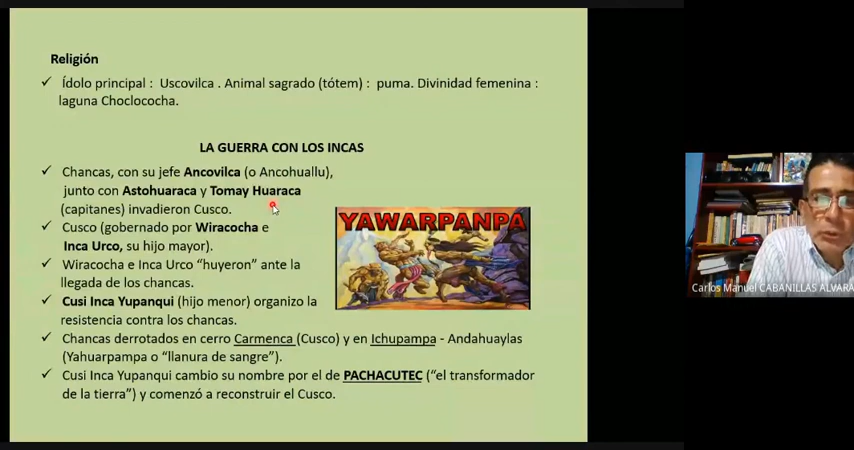 Religión
✓ Ídolo principal : Uscovilca . Animal sagrado (tótem) : puma. Divinidad femenina :
laguna Choclococha.
LA GUERRA CON LOS INCAS
✓ Chancas, con su jefe Ancovilca (o Ancohuallu),
junto con Astohuaraca y Tomay Huaraca
(capitanes) invadieron Cusco.
✓ Cusco (gobernado por Wiracocha e
Inca Urco, su hijo mayor).
✓ Wiracocha e Inca Urco “huyeron” ante la
llegada de los chancas.
✓ Cusi Inca Yupanqui (hijo menor) organizo la
resistencia contra los chancas.
✓ Chancas derrotados en cerro Carmenca (Cusco) y en Ichupampa - Andahuaylas
(Yahuarpampa o “llanura de sangre”).
✓ Cusi Inca Yupanqui cambio su nombre por el de PACHACUTEC (“el transformador
de la tierra”) y comenzó a reconstruir el Cusco.
YAWARPANPA
Carlos Manuel CABANILLAS ALVARA